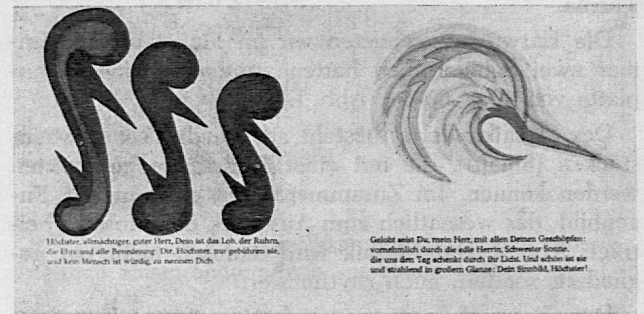 Höchster, allmächtiger, guter Herr, Dein ist das Lob, der Ruhm,
die Ehre und alle Benedeiung. Dir, Höchster, nur gebühren sie,
und kein Mensch ist würdig, zu nennen Dich.
Gelobt seist Du, mein Herr, mit allen Deinen Geschöpfen:
vornehmlich durch die edle Herrin, Schwester Sonne,
die uns den Tag schenkt durch ihr Licht. Und schön ist sie
und strahlend in großem Glanze: Dein Sinnbild, Höchster!